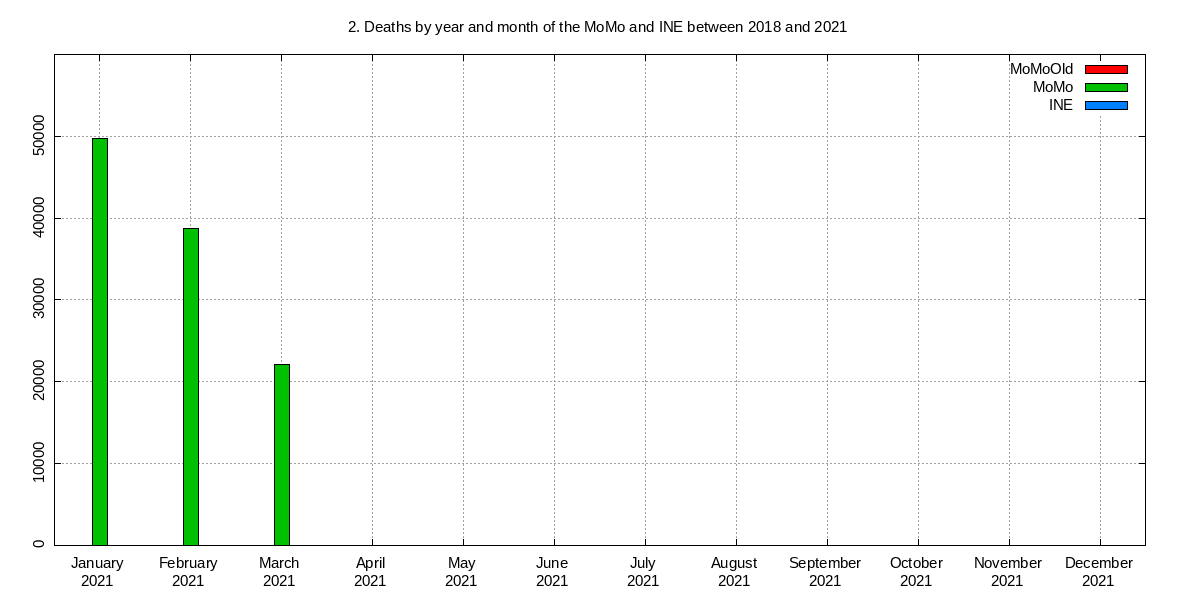 2. Deaths by year and month of the MoMo and INE between 2018 and 2021
MoMoOld
MoMo
INE
50000
40000
30000
20000
10000
0
January February March April May June July August September October November December
2021 2021 2021 2021 2021 2021 2021 2021 2021 2021 2021 2021